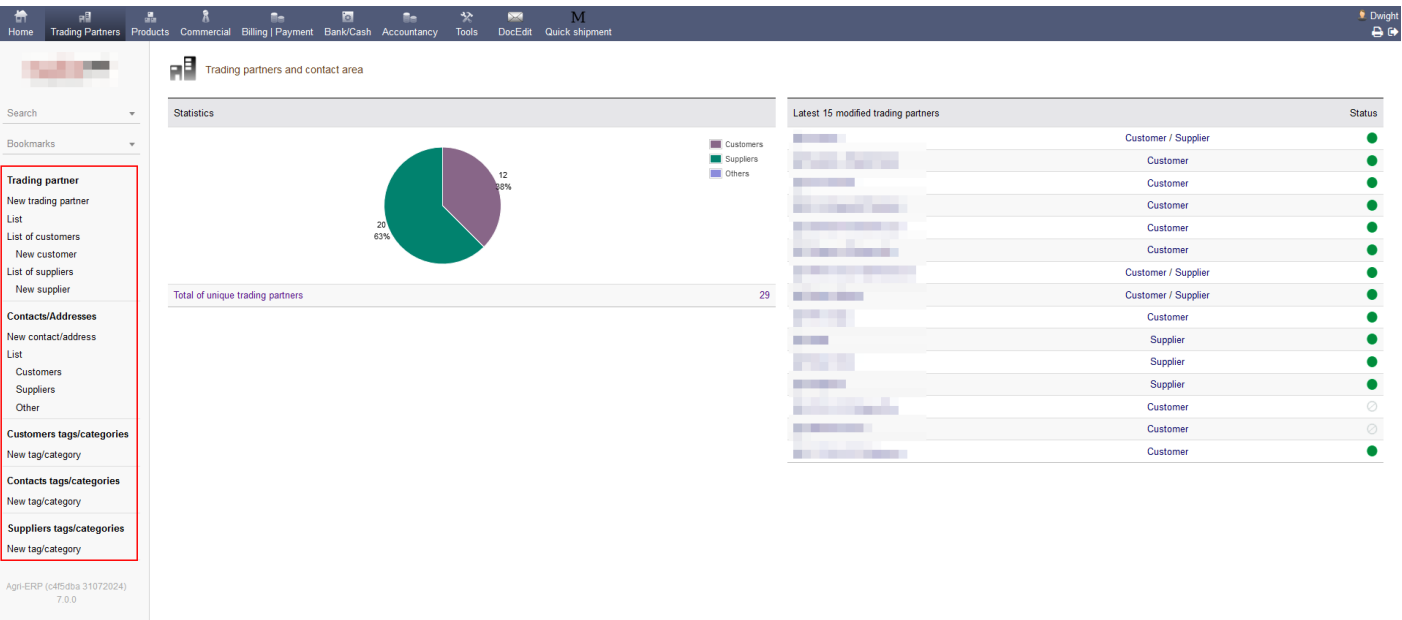 Home Trading Partners Products Commercial Billing | Payment Bank/Cash Accountancy Tools DocEdit M Quick shipment Dwight
Search
Bookmarks
Trading partner
New trading partner
List
List of customers
New customer
List of suppliers
New supplier
Contacts/Addresses
New contact/address
List
Customers
Suppliers
Other
Customers tags/categories
New tag/category
Contacts tags/categories
New tag/category
Suppliers tags/categories
New tag/category
Agri-ERP (c4f5dba 31072024)
7.0.0
Trading partners and contact area
Statistics
Customers
Suppliers
Others
12
38%
20
63%
Total of unique trading partners 29
Latest 15 modified trading partners Status
Customer / Supplier
Customer
Customer
Customer
Customer
Customer
Customer / Supplier
Customer / Supplier
Customer
Supplier
Supplier
Supplier
Customer
Customer
Customer